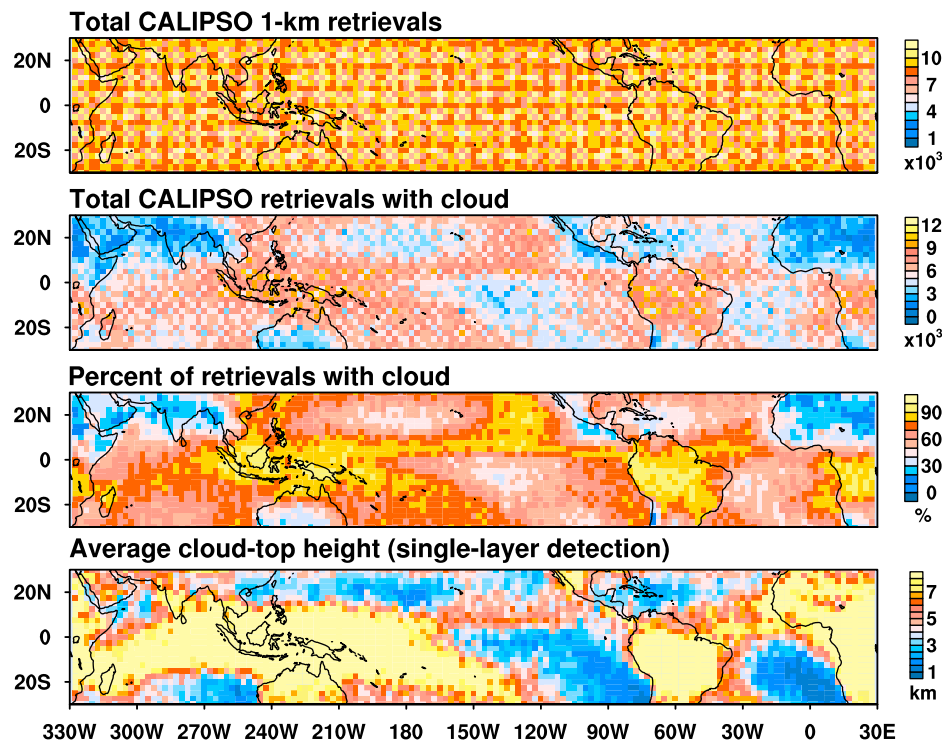 Total CALIPSO 1-km retrievals
20N
0
20S
10
7
4
1
x10³
Total CALIPSO retrievals with cloud
20N
0
20S
12
9
6
3
0
x10³
Percent of retrievals with cloud
20N
0
20S
90
60
30
0
%
Average cloud-top height (single-layer detection)
20N
0
20S
7
5
3
1
km
330W 300W 270W 240W 210W 180 150W 120W 90W 60W 30W 0 30E